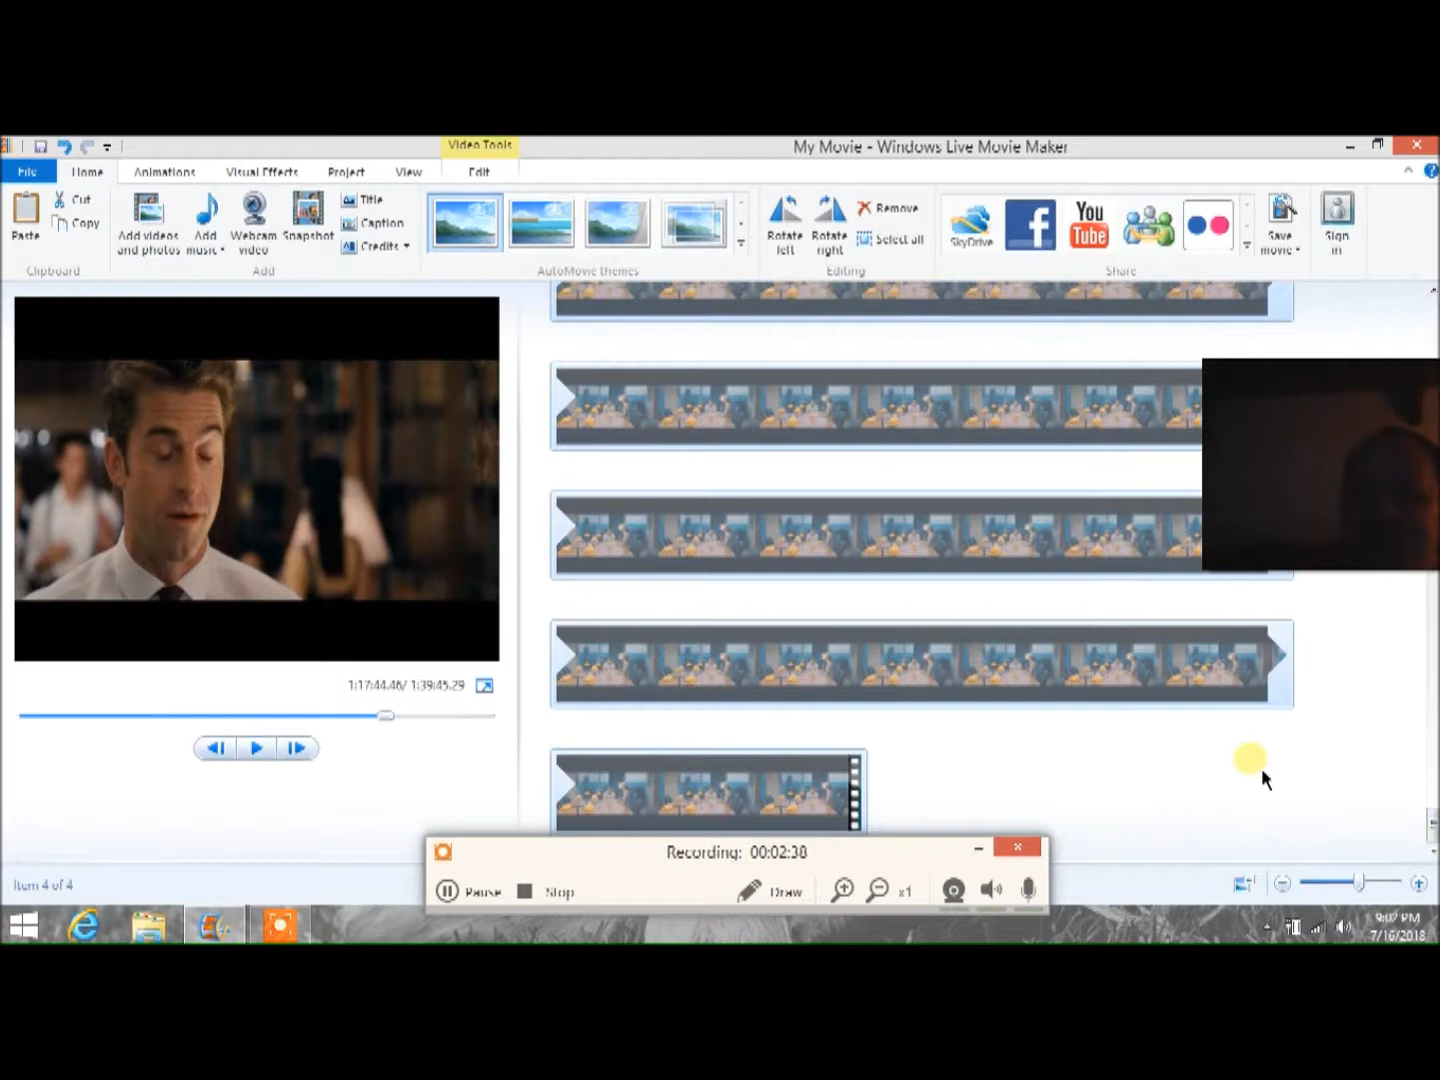 Video Tools
My Movie - Windows Live Movie Maker
File Home Animations Visual Effects Project View Edit
Paste
Cut
Copy
Clipboard
Add videos
and photos
Add
music
Webcam
video
Snapshot
Title
Caption
Credits
Add
AutoMovie themes
Rotate
left
Rotate
right
Remove
Select all
Editing
SkyDrive
You
Tube
Share
Save
movie
Sign
in
1:17:44.46/ 1:39:45.29
Recording: 00:02:38
Pause Stop Draw x1
Item 4 of 4
9:02 PM
7/16/2018